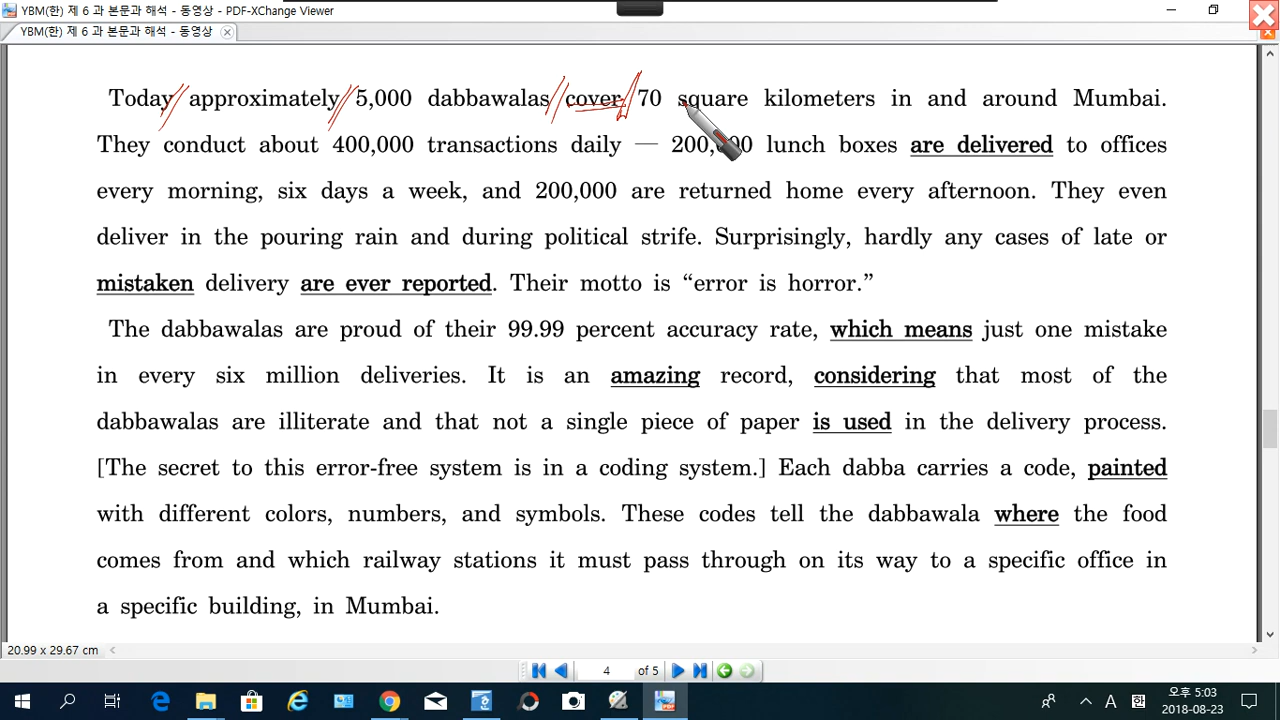 YBM(한) 제 6 과 본문과 해석 - 동영상 - PDF-XChange Viewer
YBM(한) 제 6 과 본문과 해석 - 동영상
Today approximately 5,000 dabbawalas cover 70 square kilometers in and around Mumbai.
They conduct about 400,000 transactions daily — 200,000 lunch boxes are delivered to offices
every morning, six days a week, and 200,000 are returned home every afternoon. They even
deliver in the pouring rain and during political strife. Surprisingly, hardly any cases of late or
mistaken delivery are ever reported. Their motto is “error is horror.”
The dabbawalas are proud of their 99.99 percent accuracy rate, which means just one mistake
in every six million deliveries. It is an amazing record, considering that most of the
dabbawalas are illiterate and that not a single piece of paper is used in the delivery process.
[The secret to this error-free system is in a coding system.] Each dabba carries a code, painted
with different colors, numbers, and symbols. These codes tell the dabbawala where the food
comes from and which railway stations it must pass through on its way to a specific office in
a specific building, in Mumbai.
20.99 x 29.67 cm
4 of 5
A 한 오후 5:03
2018-08-23